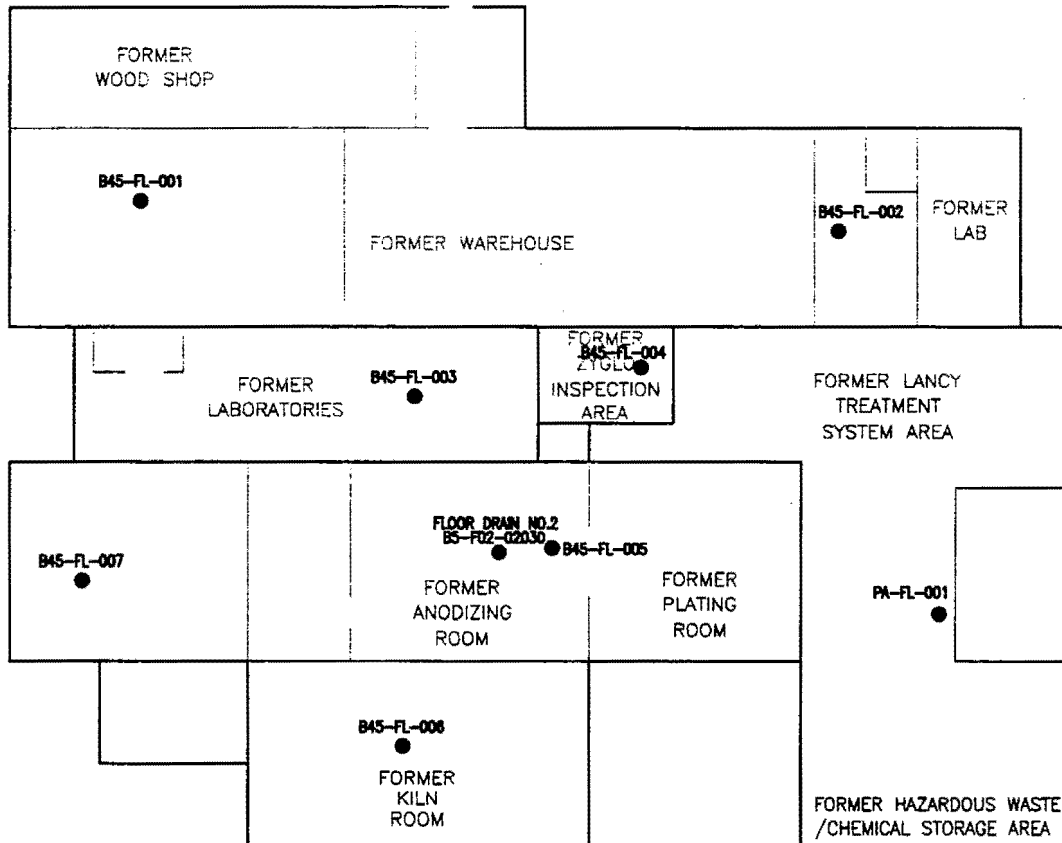 FORMER
WOOD SHOP
B45-FL-001
FORMER WAREHOUSE
B45-FL-002
FORMER
LAB
FORMER
LABORATORIES
B45-FL-003
FORMER
B45-FL-004
ZYGLO
INSPECTION
AREA
FORMER LANCY
TREATMENT
SYSTEM AREA
B45-FL-007
FLOOR DRAIN NO.2
B5-FD2-02030
B45-FL-005
FORMER
ANODIZING
ROOM
FORMER
PLATING
ROOM
PA-FL-001
B45-FL-006
FORMER
KILN
ROOM
FORMER HAZARDOUS WASTE
/CHEMICAL STORAGE AREA